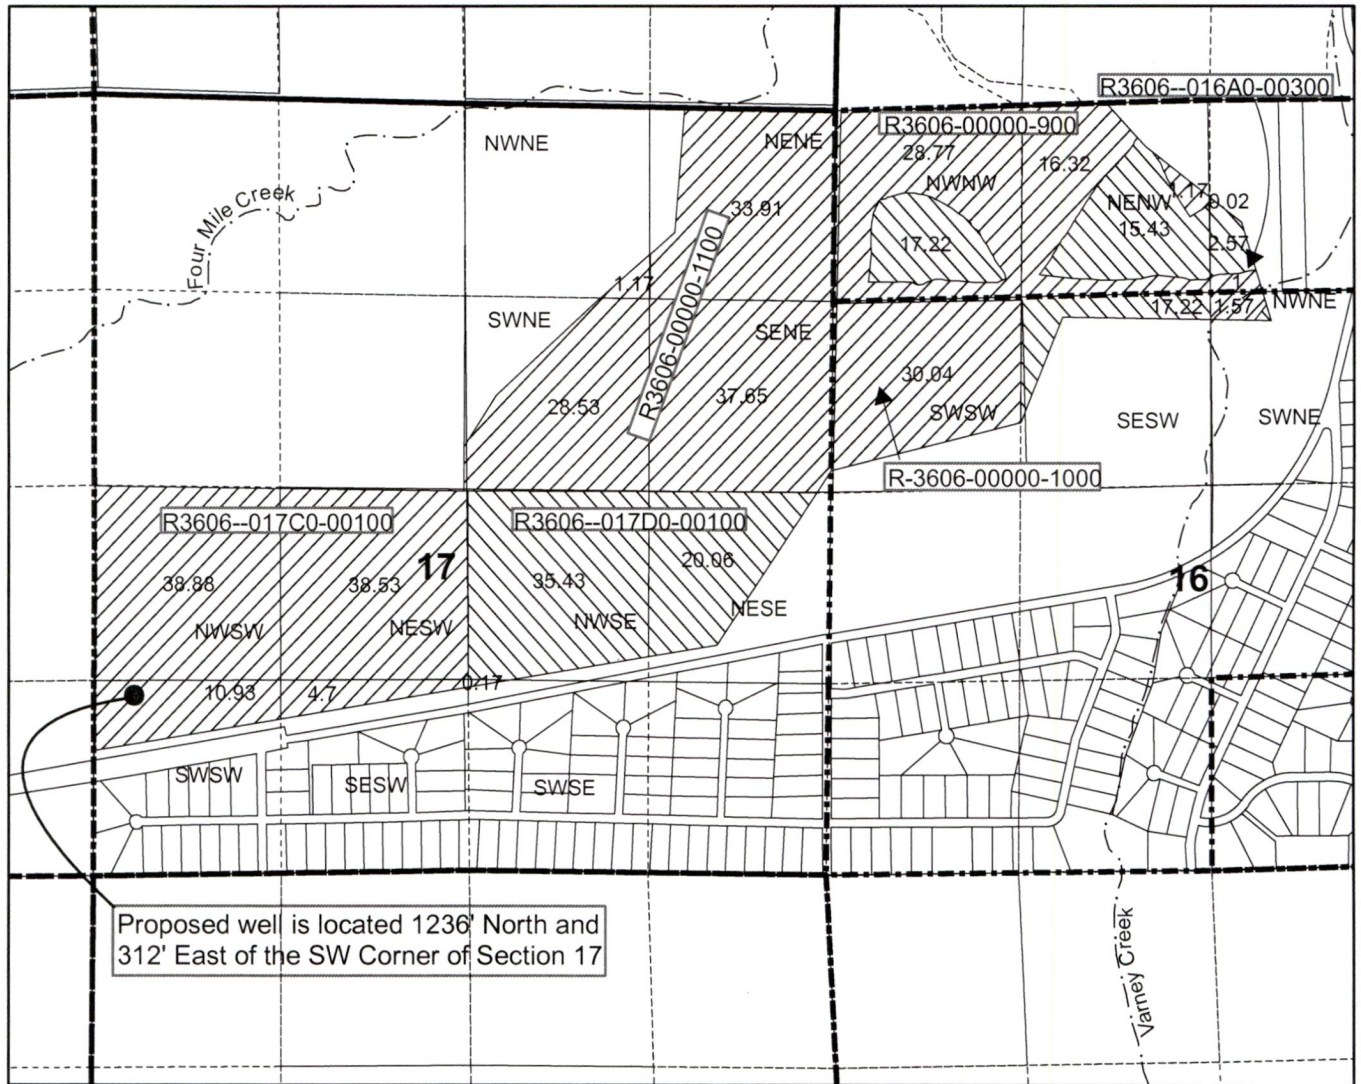 R3606--016A0-00300
R3606-00000-900
NWNE
NENE
28.77
16.32
NWNW
1.17
0.02
NENW
33.91
15.43
17.22
2.57
Four Mile Creek
R3606-00000-1100
1.17
1
17.22
1.57
NWNE
SWNE
SENE
30.04
28.53
37.65
SWSW
SESW
SWNE
R-3606-00000-1000
R3606--017C0-00100
R3606--017D0-00100
17
16
38.88
38.53
35.43
20.06
NWSW
NESW
NWSE
NESE
10.93
4.7
0.17
SWSW
SESW
SWSE
Proposed well is located 1236' North and
312' East of the SW Corner of Section 17
Varney Creek